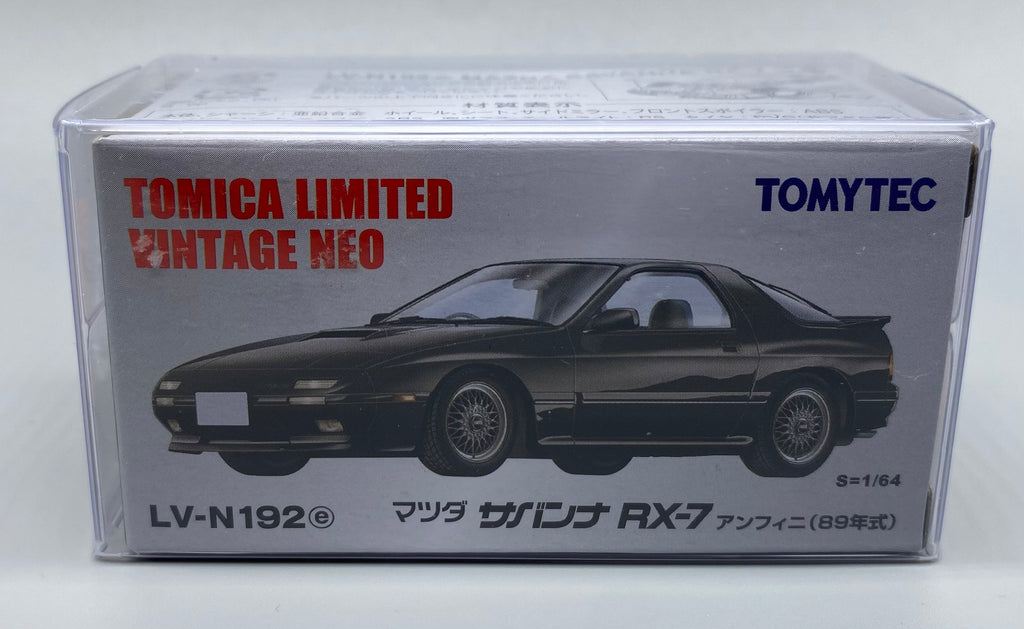 材質表示
TOMICA LIMITED
VINTAGE NEO
TOMYTEC
S=1/64
LV-N192ⓔ マツダ サバンナ RX-7 アンフィニ(89年式)